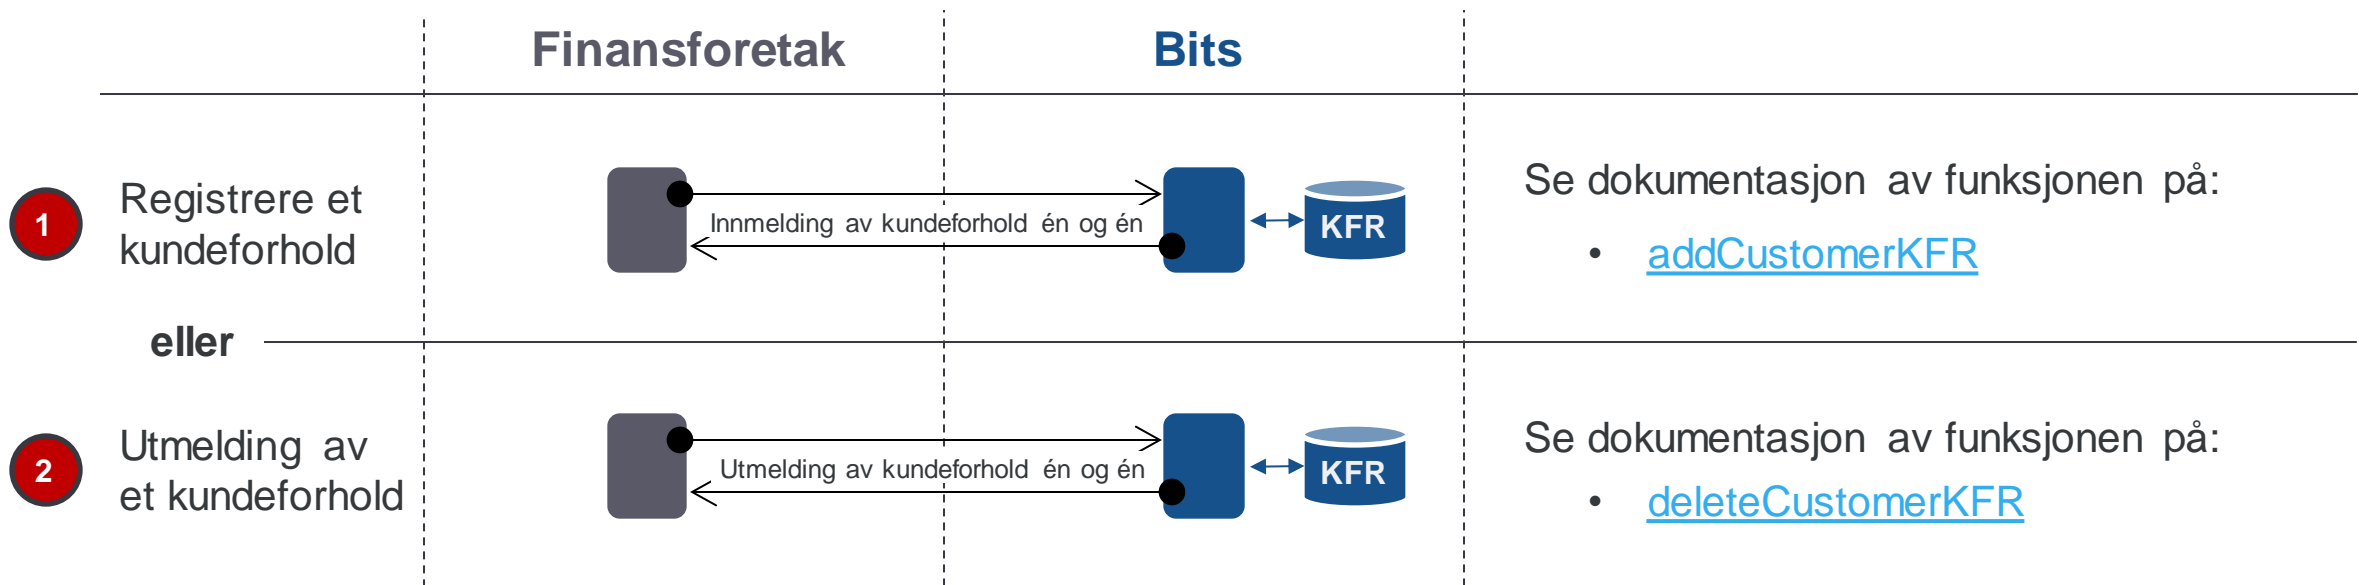 Finansforetak
Bits
1
Registrere et
kundeforhold
Innmelding av kundeforhold én og én
KFR
Se dokumentasjon av funksjonen på:
• addCustomerKFR
eller
2
Utmelding av
et kundeforhold
Utmelding av kundeforhold én og én
KFR
Se dokumentasjon av funksjonen på:
• deleteCustomerKFR